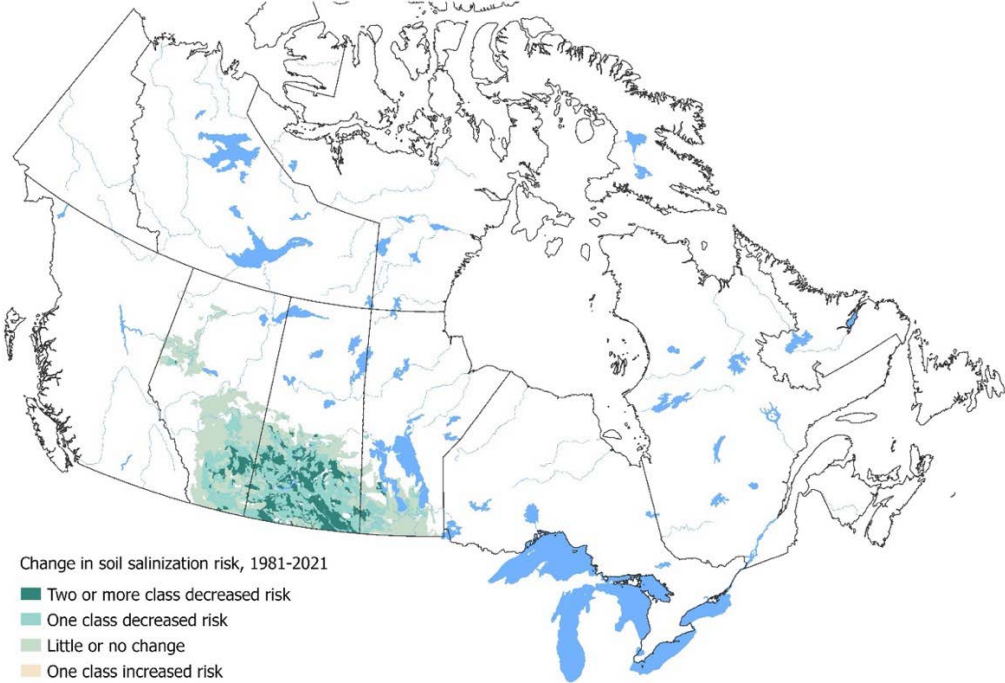 Change in soil salinization risk, 1981-2021
Two or more class decreased risk
One class decreased risk
Little or no change
One class increased risk